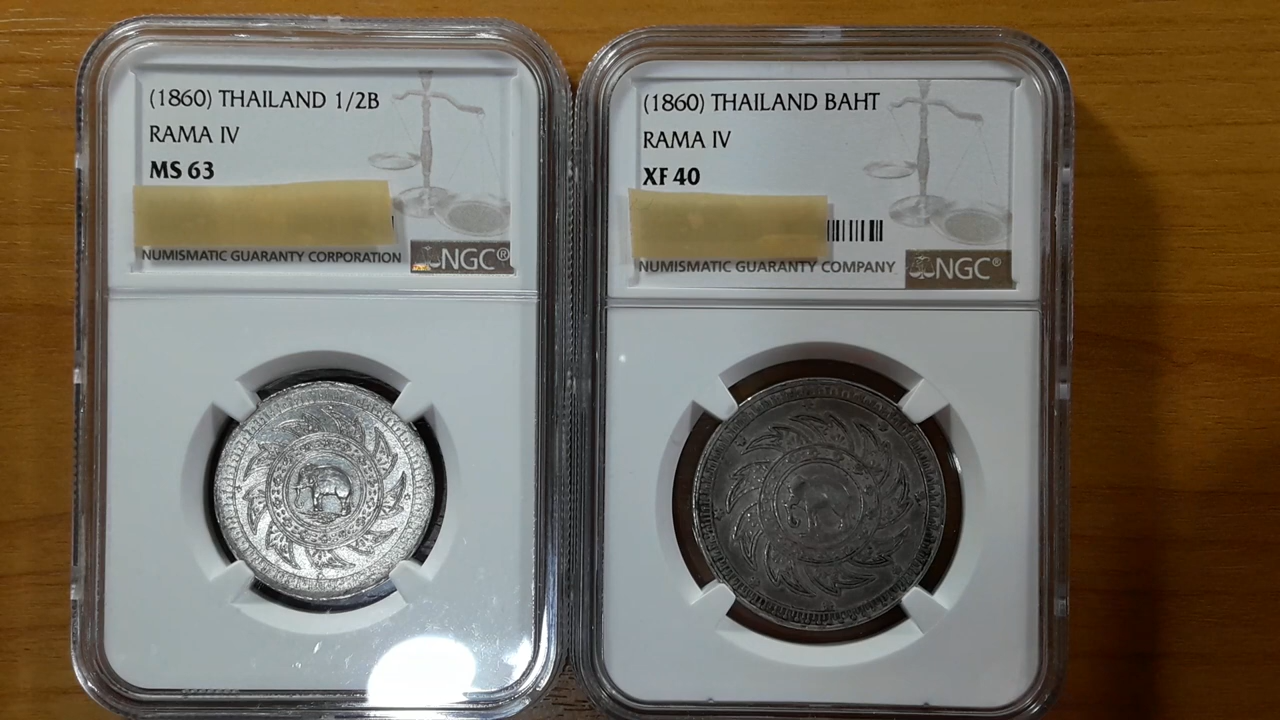 (1860) THAILAND 1/2B
RAMA IV
MS 63
NUMISMATIC GUARANTY CORPORATION
NGC®
(1860) THAILAND BAHT
RAMA IV
XF 40
NUMISMATIC GUARANTY COMPANY
NGC®